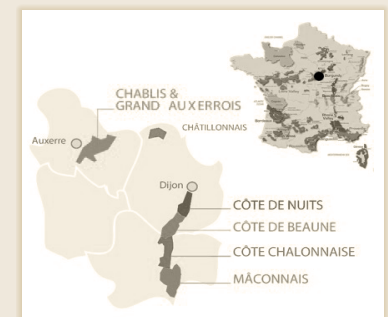 CHABLIS &
GRAND AUXERROIS
CHÂTILLONNAIS
Auxerre
Dijon
CÔTE DE NUITS
CÔTE DE BEAUNE
CÔTE CHALONNAISE
MÂCONNAIS